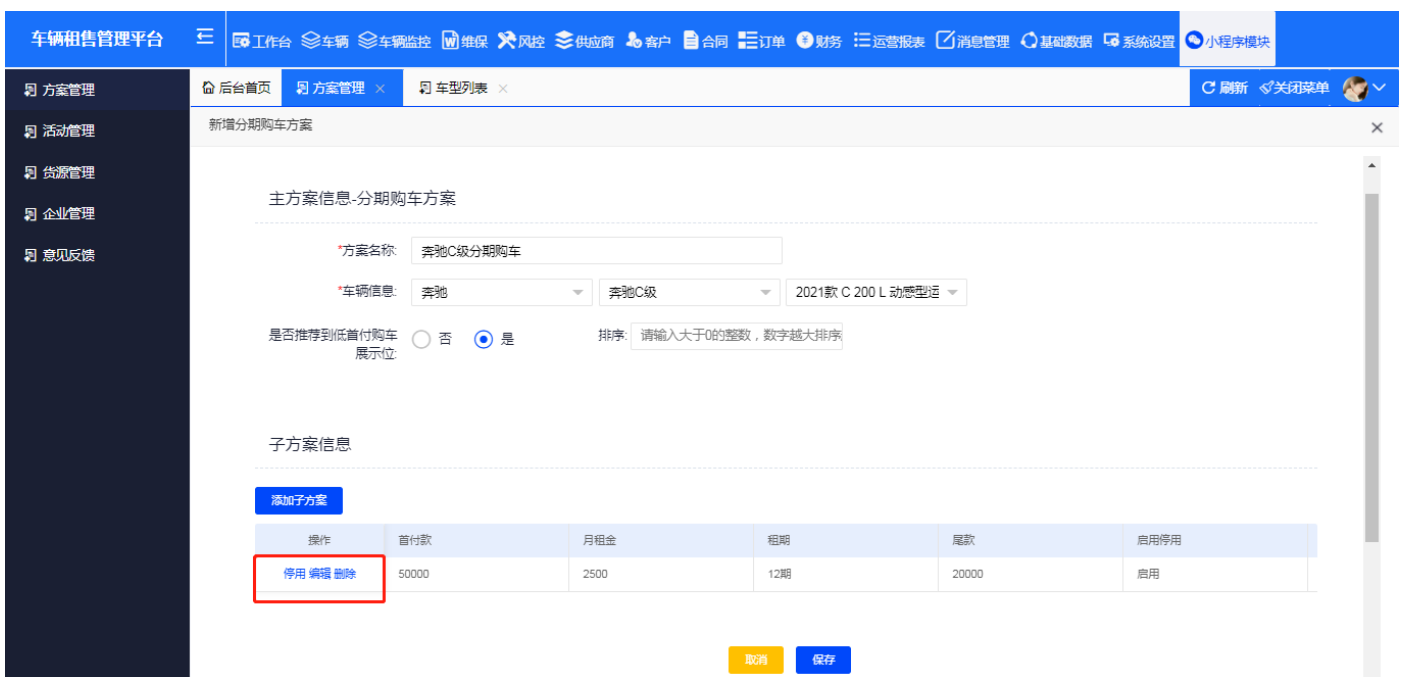 车辆租售管理平台 工作台 车辆 车辆监控 维保 风控 供应商 客户 合同 订单 财务 运营报表 消息管理 基础数据 系统设置 小程序模块
方案管理
活动管理
货源管理
企业管理
意见反馈
后台首页 方案管理 × 车型列表 × 刷新 关闭菜单
新增分期购车方案 ×
主方案信息-分期购车方案
*方案名称: 奔驰C级分期购车
*车辆信息: 奔驰 奔驰C级 2021款 C 200 L 动感型运
是否推荐到低首付购车 否 是 排序: 请输入大于0的整数，数字越大排序
展示位:
子方案信息
添加子方案
操作 首付款 月租金 租期 尾款 启用停用
停用 编辑 删除 50000 2500 12期 20000 启用
取消 保存